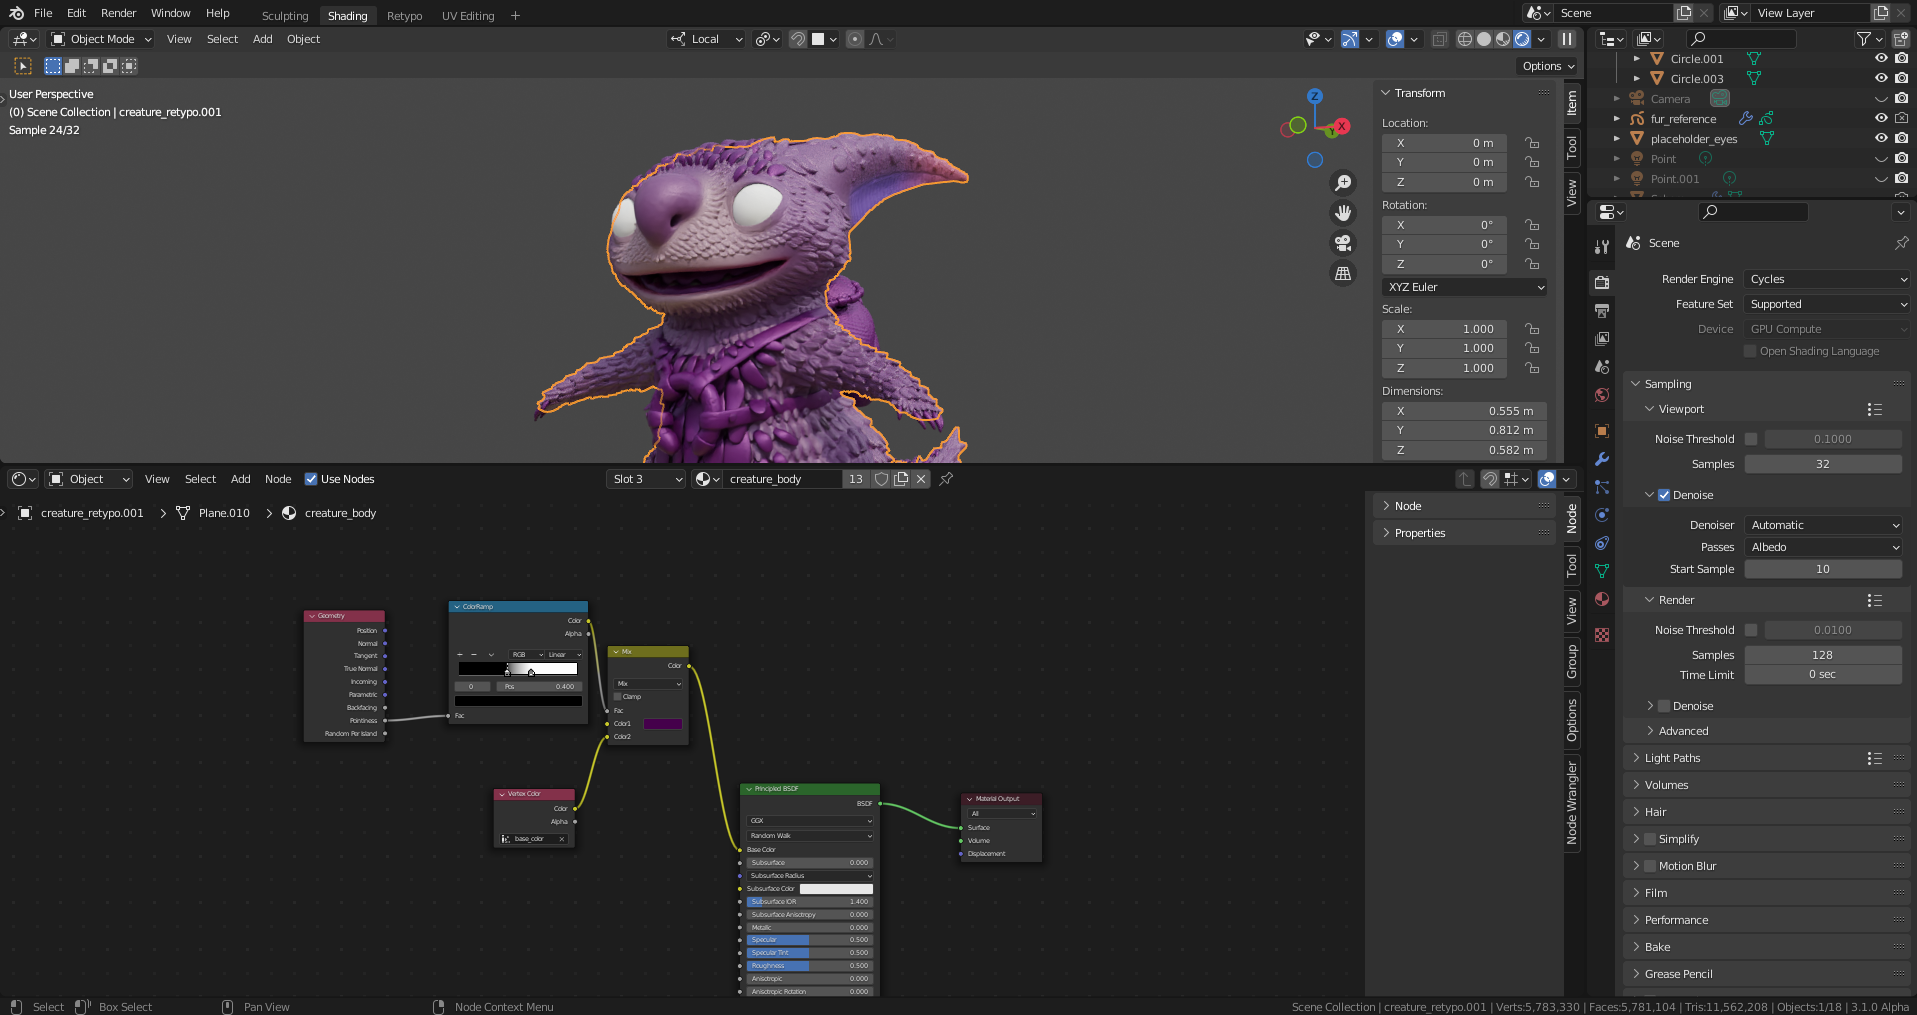 File Edit Render Window Help Sculpting Shading Retypo UV Editing +
Scene
View Layer
Object Mode View Select Add Object
Local
Options
User Perspective
(0) Scene Collection | creature_retypo.001
Sample 24/32
Z
X
Y
Transform
Location:
X 0 m
Y 0 m
Z 0 m
Rotation:
X 0°
Y 0°
Z 0°
XYZ Euler
Scale:
X 1.000
Y 1.000
Z 1.000
Dimensions:
X 0.555 m
Y 0.812 m
Z 0.582 m
Item
Tool
View
Circle.001
Circle.003
Camera
fur_reference
placeholder_eyes
Point
Point.001
Scene
Render Engine Cycles
Feature Set Supported
Device GPU Compute
Open Shading Language
Sampling
Viewport
Noise Threshold 0.1000
Samples 32
Denoise
Denoiser Automatic
Passes Albedo
Start Sample 10
Render
Noise Threshold 0.0100
Samples 128
Time Limit 0 sec
Denoise
Advanced
Light Paths
Volumes
Hair
Simplify
Motion Blur
Film
Performance
Bake
Grease Pencil
Object View Select Add Node Use Nodes
Slot 3
creature_body 13
creature_retypo.001 > Plane.010 > creature_body
Node
Properties
Node
Tool
View
Group
Options
Node Wrangler
Geometry
Position
Normal
Tangent
True Normal
Incoming
Parametric
Backfacing
Pointiness
Random Per Island
ColorRamp
Color
Alpha
+ − RGB Linear
0 Pos 0.400
Fac
Mix
Color
Mix
Clamp
Fac
Color1
Color2
Vertex Color
Color
Alpha
base_color
Principled BSDF
BSDF
GGX
Random Walk
Base Color
Subsurface 0.000
Subsurface Radius
Subsurface Color
Subsurface IOR 1.400
Subsurface Anisotropy 0.000
Metallic 0.000
Specular 0.500
Specular Tint 0.500
Roughness 0.500
Anisotropic 0.000
Anisotropic Rotation 0.000
Material Output
All
Surface
Volume
Displacement
Select Box Select Pan View Node Context Menu
Scene Collection | creature_retypo.001 | Verts:5,783,330 | Faces:5,781,104 | Tris:11,562,208 | Objects:1/18 | 3.1.0 Alpha